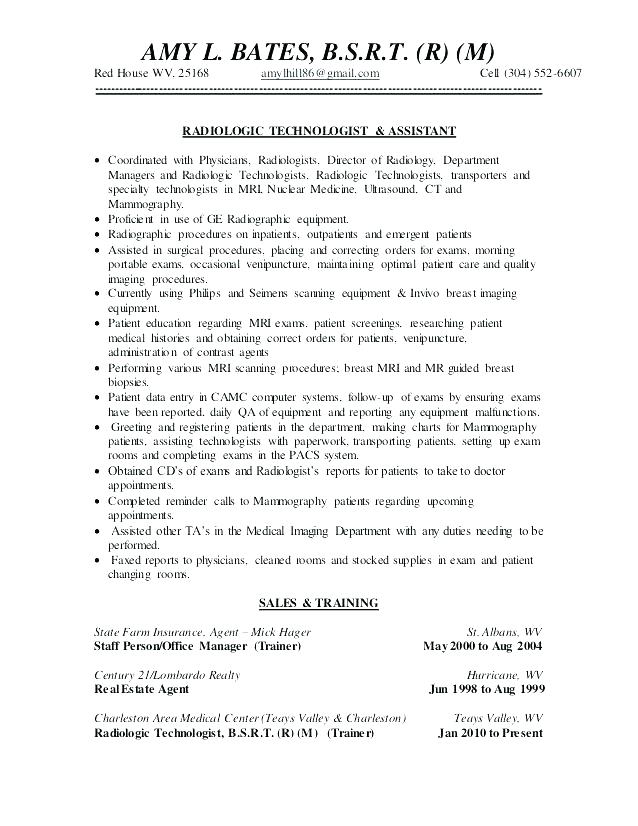 AMY L. BATES, B.S.R.T. (R) (M)
Red House WV, 25168 amylhill86@gmail.com Cell (304) 552-6607
RADIOLOGIC TECHNOLOGIST & ASSISTANT
• Coordinated with Physicians, Radiologists, Director of Radiology, Department
Managers and Radiologic Technologists, Radiologic Technologists, transporters and
specialty technologists in MRI, Nuclear Medicine, Ultrasound, CT and
Mammography.
• Proficient in use of GE Radiographic equipment.
• Radiographic procedures on inpatients, outpatients and emergent patients
• Assisted in surgical procedures, placing and correcting orders for exams, morning
portable exams, occasional venipuncture, maintaining optimal patient care and quality
imaging procedures.
• Currently using Philips and Seimens scanning equipment & Invivo breast imaging
equipment.
• Patient education regarding MRI exams, patient screenings, researching patient
medical histories and obtaining correct orders for patients, venipuncture,
administration of contrast agents
• Performing various MRI scanning procedures; breast MRI and MR guided breast
biopsies.
• Patient data entry in CAMC computer systems, follow-up of exams by ensuring exams
have been reported, daily QA of equipment and reporting any equipment malfunctions.
• Greeting and registering patients in the department, making charts for Mammography
patients, assisting technologists with paperwork, transporting patients, setting up exam
rooms and completing exams in the PACS system.
• Obtained CD's of exams and Radiologist's reports for patients to take to doctor
appointments.
• Completed reminder calls to Mammography patients regarding upcoming
appointments.
• Assisted other TA's in the Medical Imaging Department with any duties needing to be
performed.
• Faxed reports to physicians, cleaned rooms and stocked supplies in exam and patient
changing rooms.
SALES & TRAINING
State Farm Insurance, Agent – Mick Hager St. Albans, WV
Staff Person/Office Manager (Trainer) May 2000 to Aug 2004
Century 21/Lombardo Realty Hurricane, WV
Real Estate Agent Jun 1998 to Aug 1999
Charleston Area Medical Center (Teays Valley & Charleston) Teays Valley, WV
Radiologic Technologist, B.S.R.T. (R) (M) (Trainer) Jan 2010 to Present